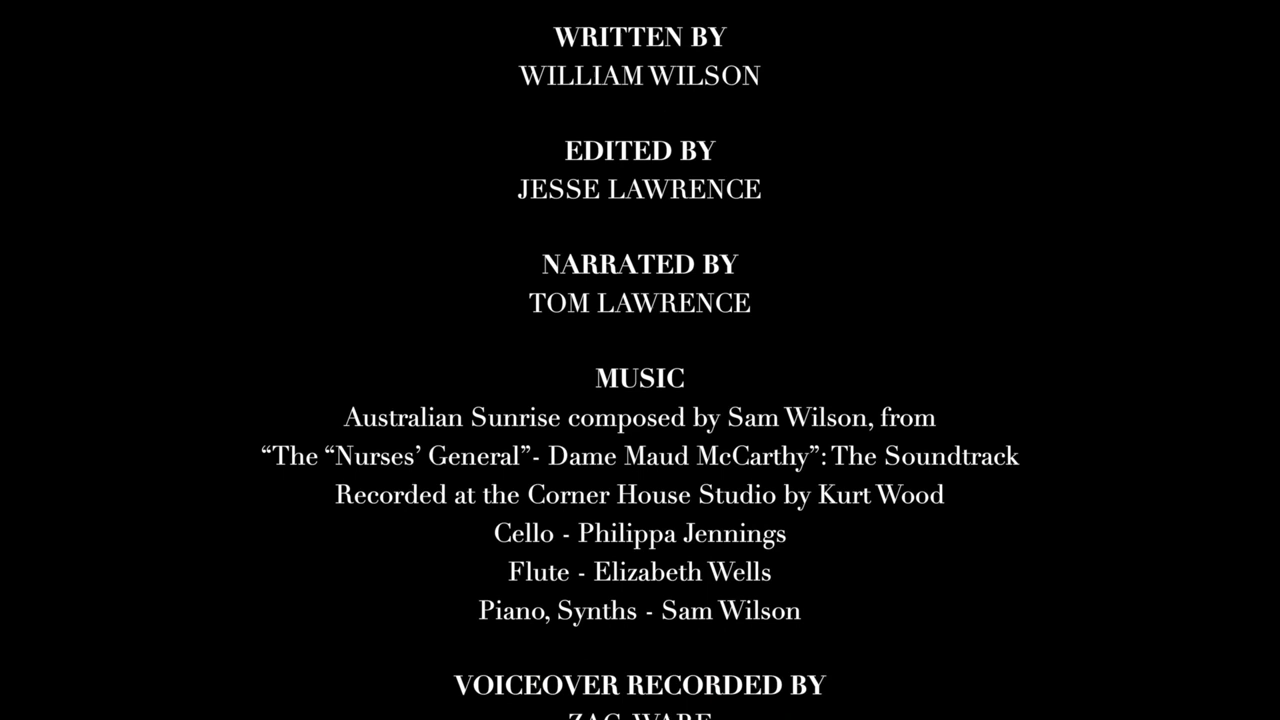 WRITTEN BY
WILLIAM WILSON
EDITED BY
JESSE LAWRENCE
NARRATED BY
TOM LAWRENCE
MUSIC
Australian Sunrise composed by Sam Wilson, from
“The “Nurses’ General”- Dame Maud McCarthy”: The Soundtrack
Recorded at the Corner House Studio by Kurt Wood
Cello - Philippa Jennings
Flute - Elizabeth Wells
Piano, Synths - Sam Wilson
VOICEOVER RECORDED BY